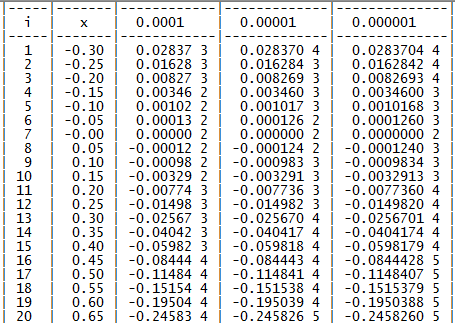 i x 0.0001 0.00001 0.000001
1 -0.30 0.02837 3 0.028370 4 0.0283704 4
2 -0.25 0.01628 3 0.016284 3 0.0162842 4
3 -0.20 0.00827 3 0.008269 3 0.0082693 4
4 -0.15 0.00346 2 0.003460 3 0.0034600 3
5 -0.10 0.00102 2 0.001017 3 0.0010168 3
6 -0.05 0.00013 2 0.000126 2 0.0001260 3
7 -0.00 0.00000 2 0.000000 2 0.0000000 2
8 0.05 -0.00012 2 -0.000124 2 -0.0001240 3
9 0.10 -0.00098 2 -0.000983 3 -0.0009834 3
10 0.15 -0.00329 2 -0.003291 3 -0.0032913 3
11 0.20 -0.00774 3 -0.007736 3 -0.0077360 4
12 0.25 -0.01498 3 -0.014982 3 -0.0149820 4
13 0.30 -0.02567 3 -0.025670 4 -0.0256701 4
14 0.35 -0.04042 3 -0.040417 4 -0.0404174 4
15 0.40 -0.05982 3 -0.059818 4 -0.0598179 4
16 0.45 -0.08444 4 -0.084443 4 -0.0844428 5
17 0.50 -0.11484 4 -0.114841 4 -0.1148407 5
18 0.55 -0.15154 4 -0.151538 4 -0.1515379 5
19 0.60 -0.19504 4 -0.195039 4 -0.1950388 5
20 0.65 -0.24583 4 -0.245826 5 -0.2458260 5